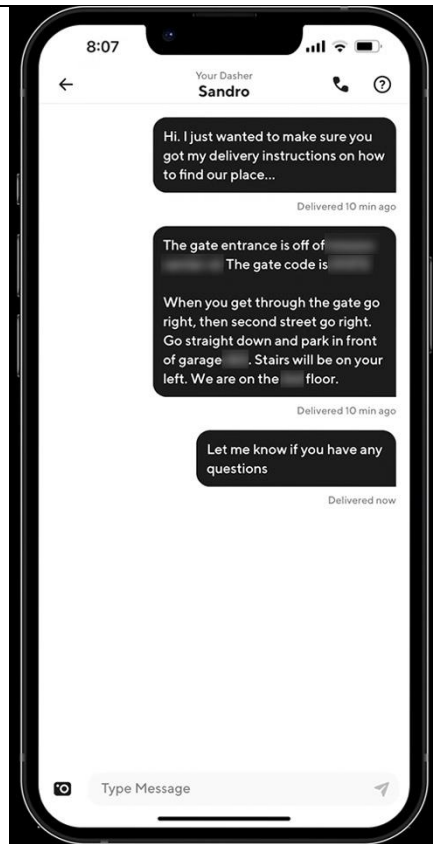 8:07
Your Dasher
Sandro
Hi. I just wanted to make sure you
got my delivery instructions on how
to find our place...
Delivered 10 min ago
The gate entrance is off of
The gate code is
When you get through the gate go
right, then second street go right.
Go straight down and park in front
of garage . Stairs will be on your
left. We are on the floor.
Delivered 10 min ago
Let me know if you have any
questions
Delivered now
Type Message